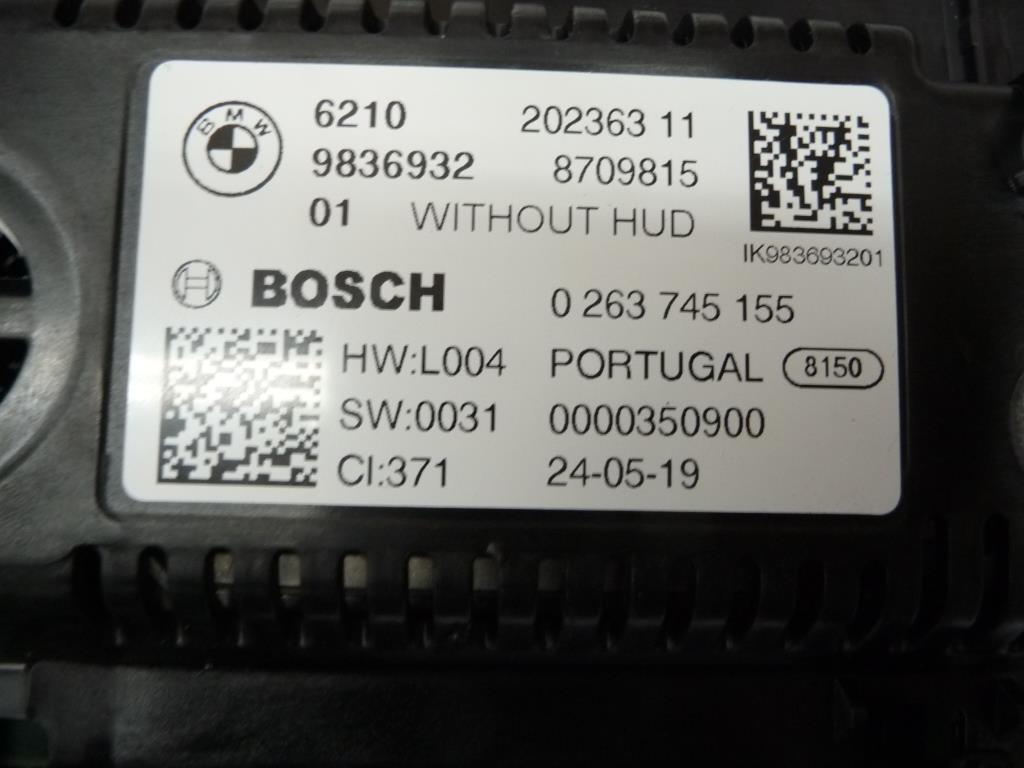 BMW
6210 202363 11
9836932 8709815
01 WITHOUT HUD
IK983693201
BOSCH 0 263 745 155
HW:L004 PORTUGAL 8150
SW:0031 0000350900
CI:371 24-05-19